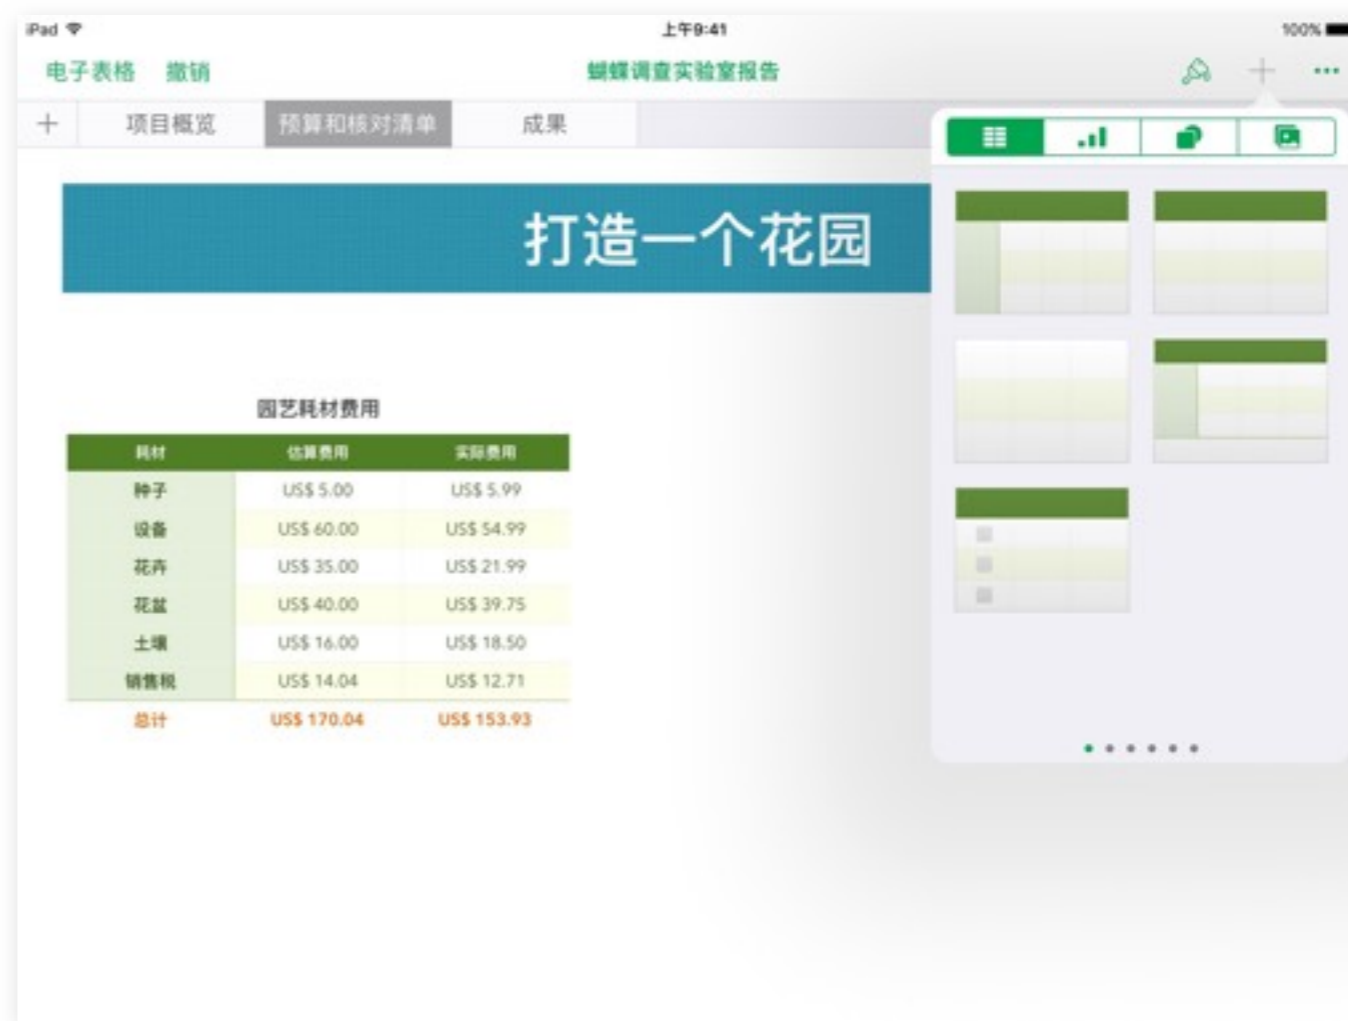 iPad 上午9:41 100%
电子表格 撤销 蝴蝶调查实验室报告
项目概览 预算和核对清单 成果
打造一个花园
园艺耗材费用
耗材 估算费用 实际费用
种子 US$ 5.00 US$ 5.99
设备 US$ 60.00 US$ 54.99
花卉 US$ 35.00 US$ 21.99
花盆 US$ 40.00 US$ 39.75
土壤 US$ 16.00 US$ 18.50
销售税 US$ 14.04 US$ 12.71
总计 US$ 170.04 US$ 153.93